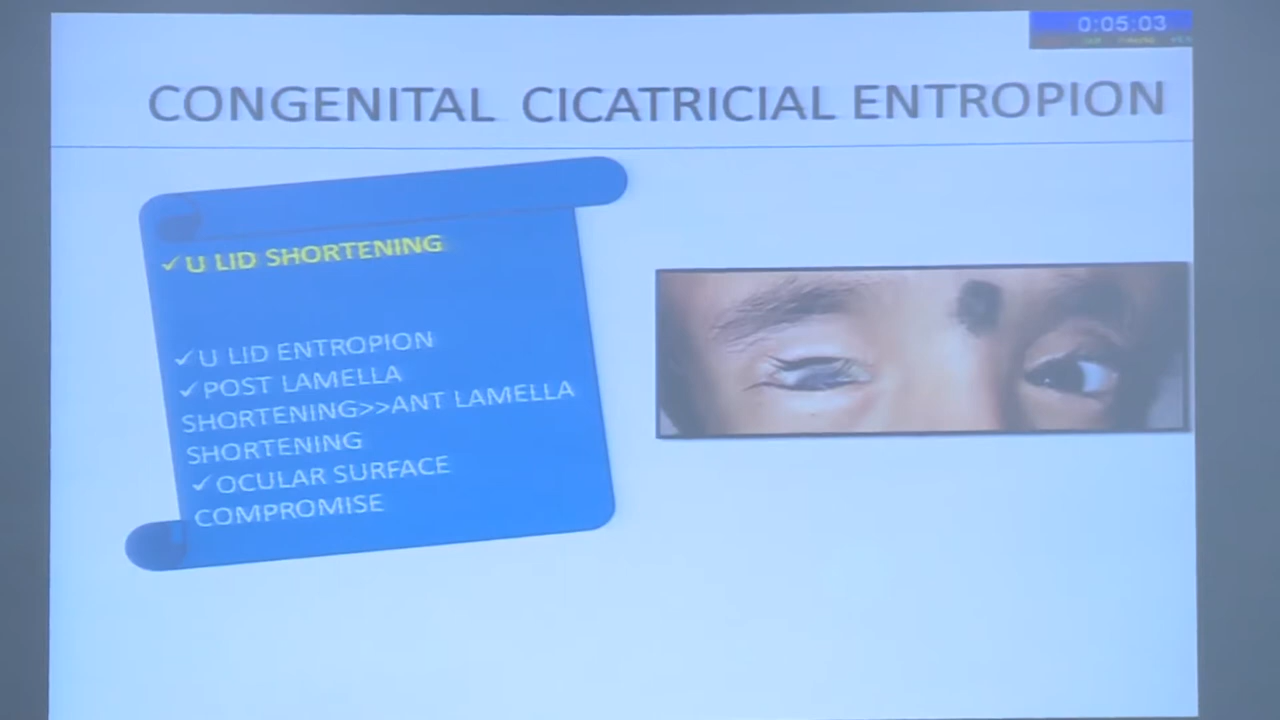 0:05:03
CONGENITAL CICATRICIAL ENTROPION
✓U LID SHORTENING
✓U LID ENTROPION
✓POST LAMELLA
SHORTENING>>ANT LAMELLA
SHORTENING
✓OCULAR SURFACE
COMPROMISE